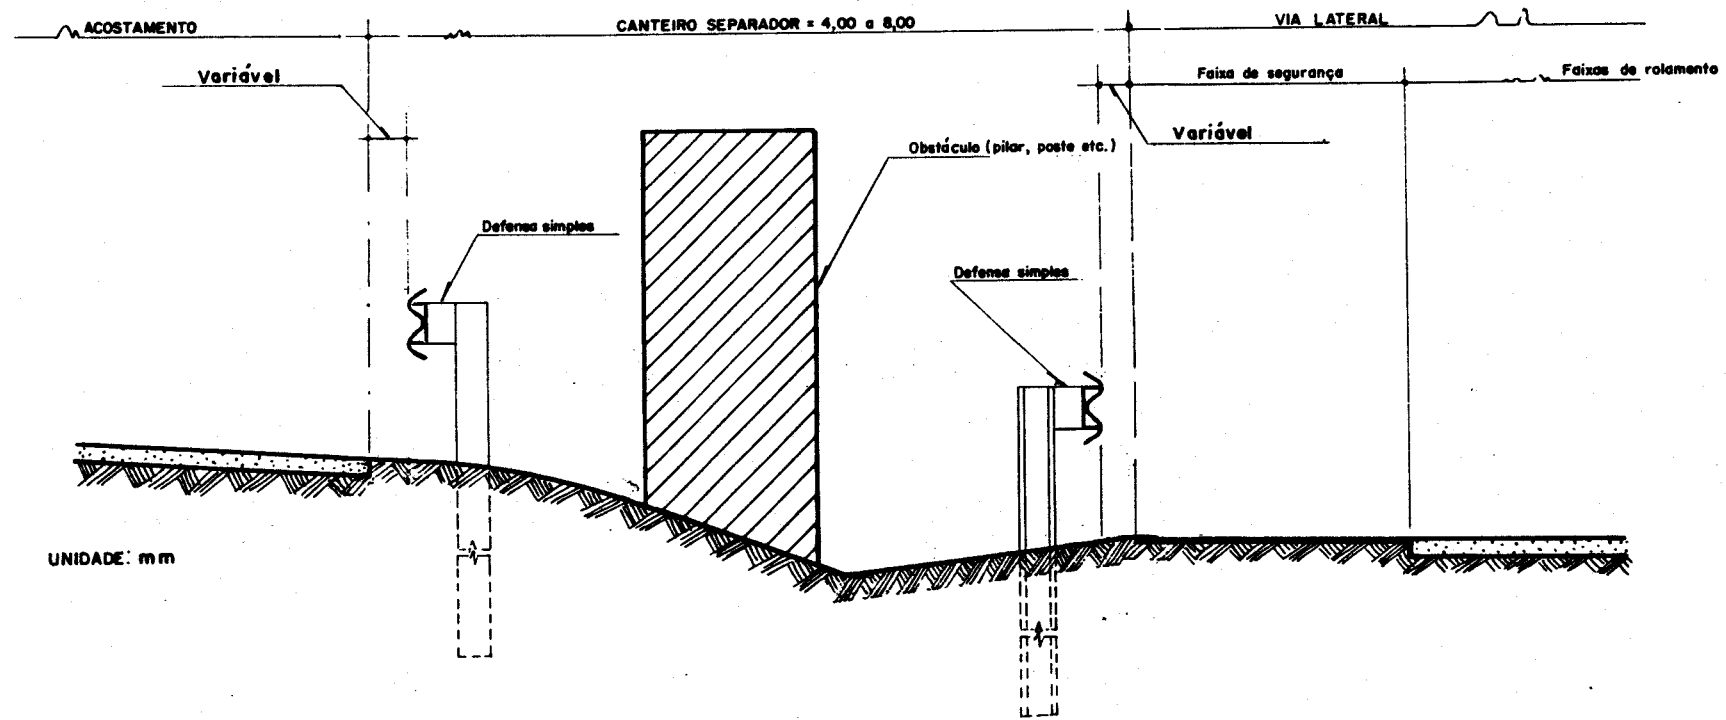 ACOSTAMENTO
CANTEIRO SEPARADOR = 4,00 a 8,00
VIA LATERAL
Variável
Faixa de segurança
Faixas de rolamento
Variável
Obstáculo (pilar, poste etc.)
Defensa simples
Defensa simples
UNIDADE: mm